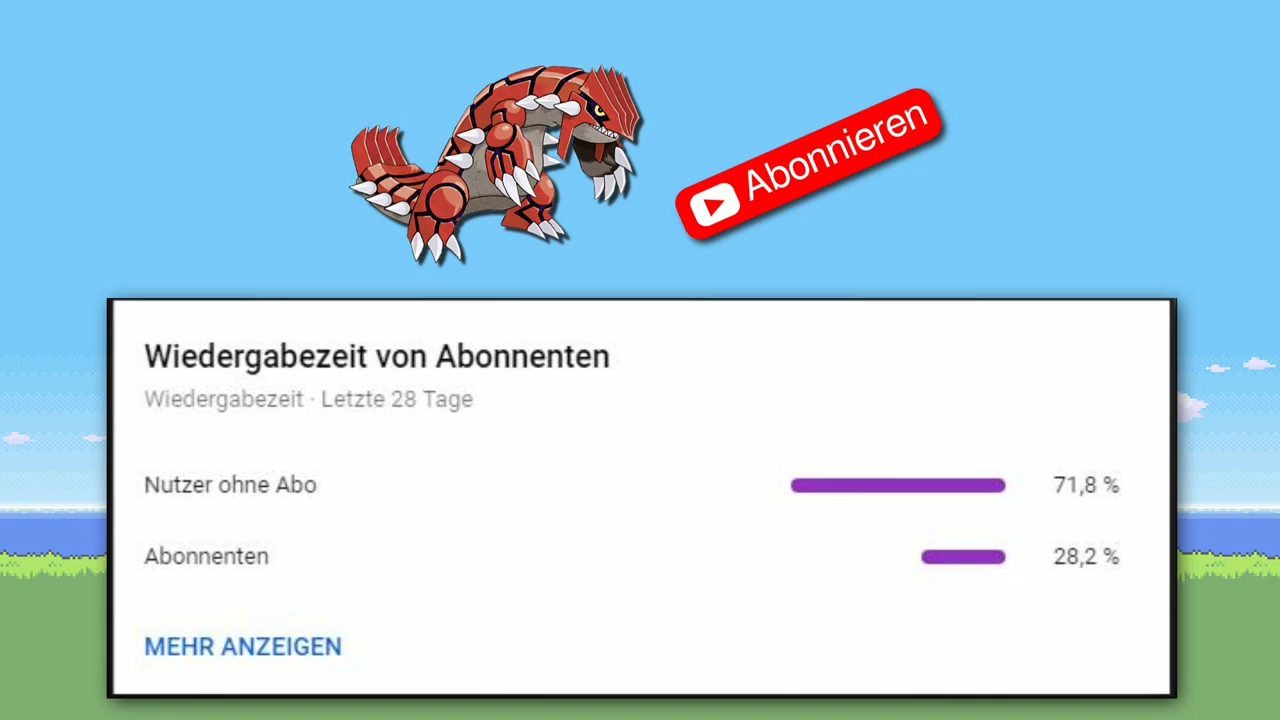 Abonnieren
Wiedergabezeit von Abonnenten
Wiedergabezeit · Letzte 28 Tage
Nutzer ohne Abo 71,8 %
Abonnenten 28,2 %
MEHR ANZEIGEN